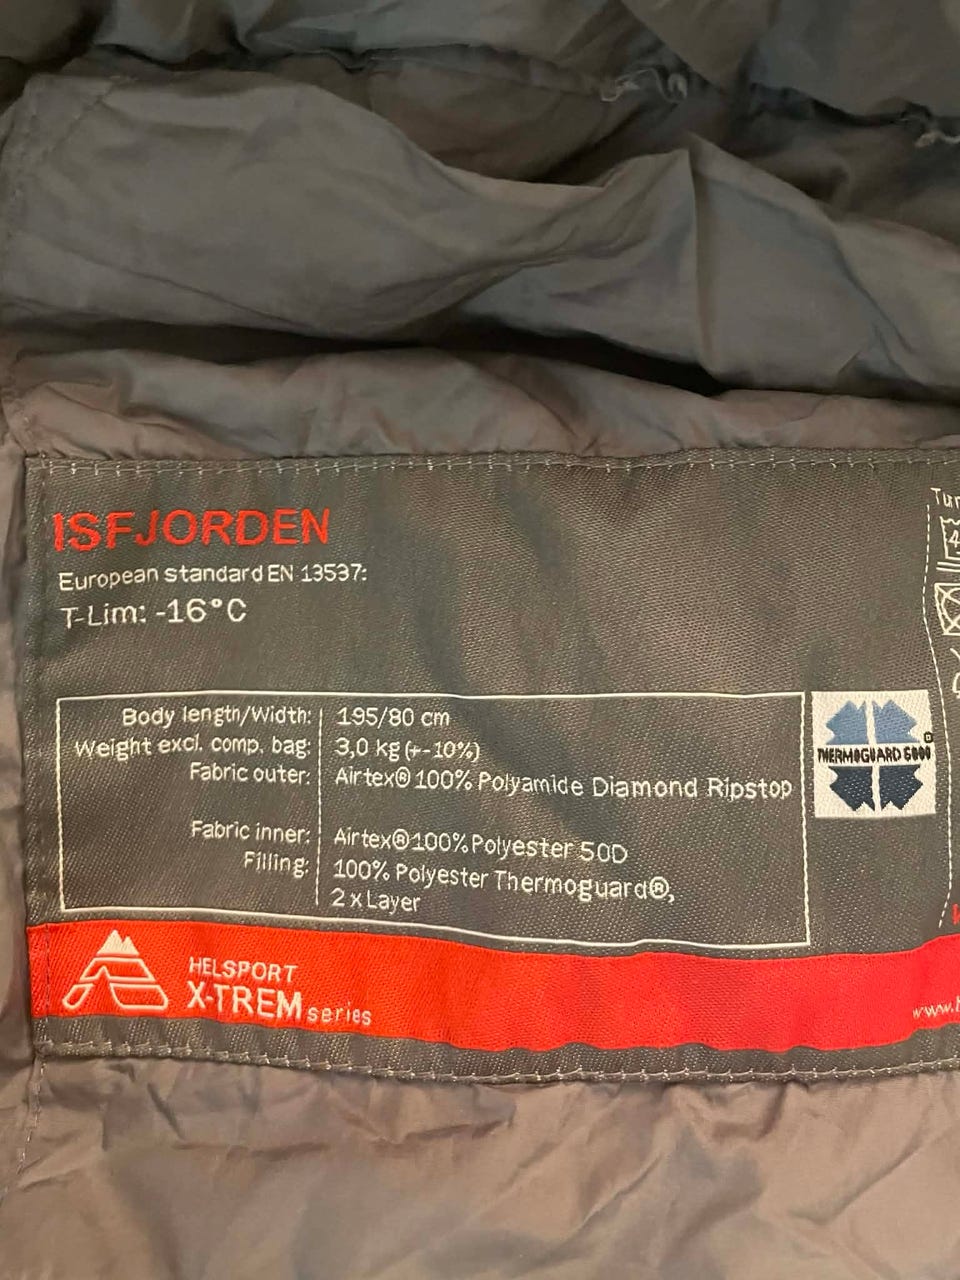 ISFJORDEN
European standard EN 13537:
T-Lim: -16°C
Body length/Width: 195/80 cm
Weight excl. comp. bag: 3,0 kg (+-10%)
Fabric outer: Airtex® 100% Polyamide Diamond Ripstop
Fabric inner: Airtex® 100% Polyester 50D
Filling: 100% Polyester Thermoguard®,
2 x Layer
THERMOGUARD 6000
HELSPORT
X-TREM series
www.